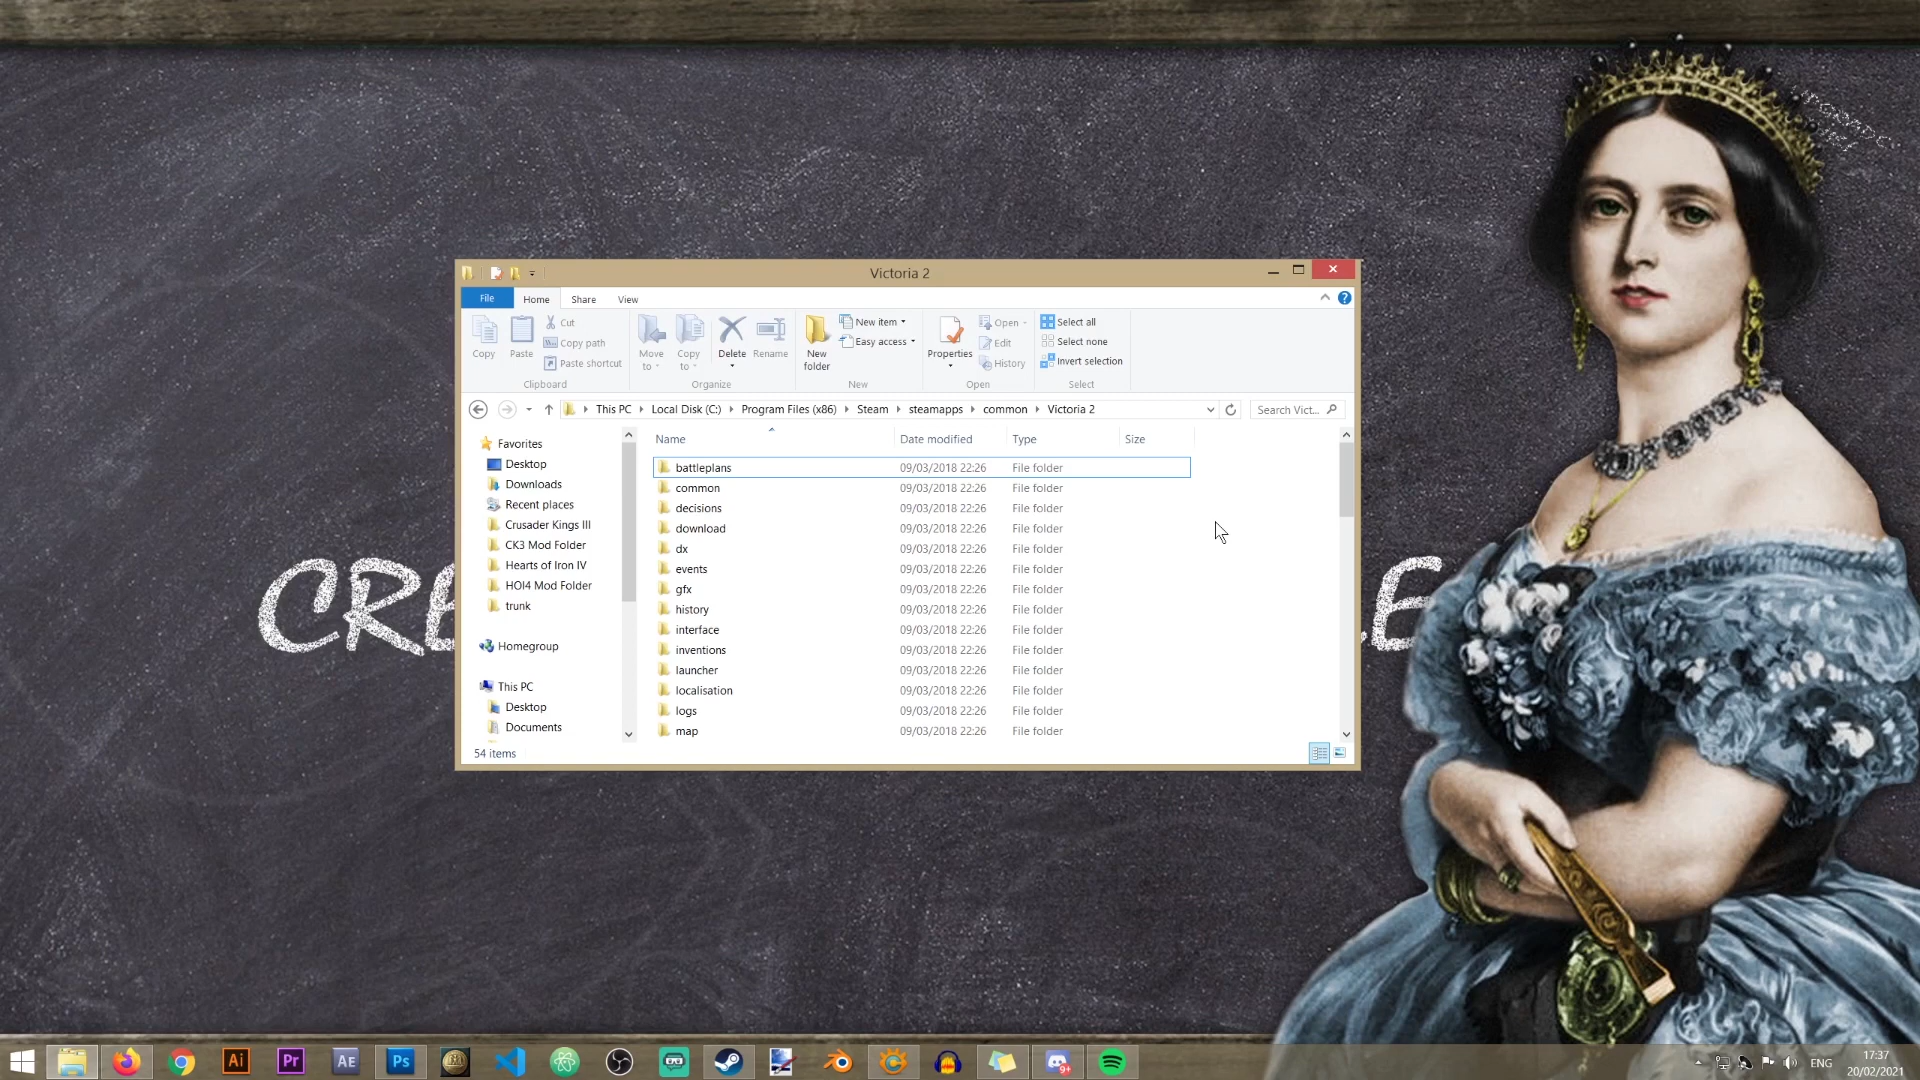 Victoria 2
File Home Share View
Copy Paste Cut Copy path Paste shortcut Move to Copy to Delete Rename New folder New item Easy access Properties Open Edit History Select all Select none Invert selection
Clipboard Organize New Open Select
This PC Local Disk (C:) Program Files (x86) Steam steamapps common Victoria 2 Search Vict...
Name Date modified Type Size
Favorites
Desktop
Downloads
Recent places
Crusader Kings III
CK3 Mod Folder
Hearts of Iron IV
HOI4 Mod Folder
trunk
Homegroup
This PC
Desktop
Documents
battleplans 09/03/2018 22:26 File folder
common 09/03/2018 22:26 File folder
decisions 09/03/2018 22:26 File folder
download 09/03/2018 22:26 File folder
dx 09/03/2018 22:26 File folder
events 09/03/2018 22:26 File folder
gfx 09/03/2018 22:26 File folder
history 09/03/2018 22:26 File folder
interface 09/03/2018 22:26 File folder
inventions 09/03/2018 22:26 File folder
launcher 09/03/2018 22:26 File folder
localisation 09/03/2018 22:26 File folder
logs 09/03/2018 22:26 File folder
map 09/03/2018 22:26 File folder
54 items
Ai Pr AE Ps 9+
ENG 17:37
20/02/2021